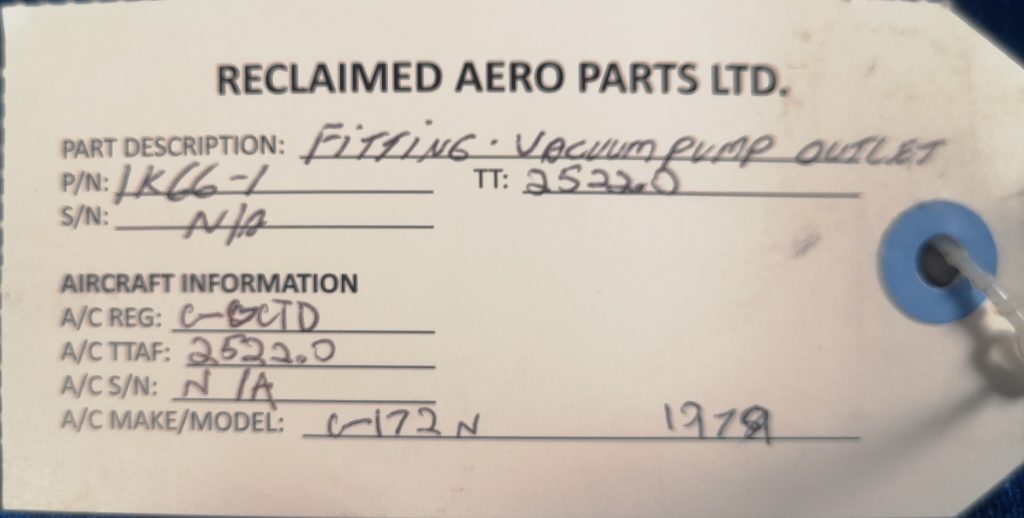 RECLAIMED AERO PARTS LTD.
PART DESCRIPTION: FITTING · VACUUM PUMP OUTLET
P/N: 1K66-1 TT: 2522.0
S/N: N/A
AIRCRAFT INFORMATION
A/C REG:
A/C TTAF: 2522.0
A/C S/N: N/A
A/C MAKE/MODEL: C-172N